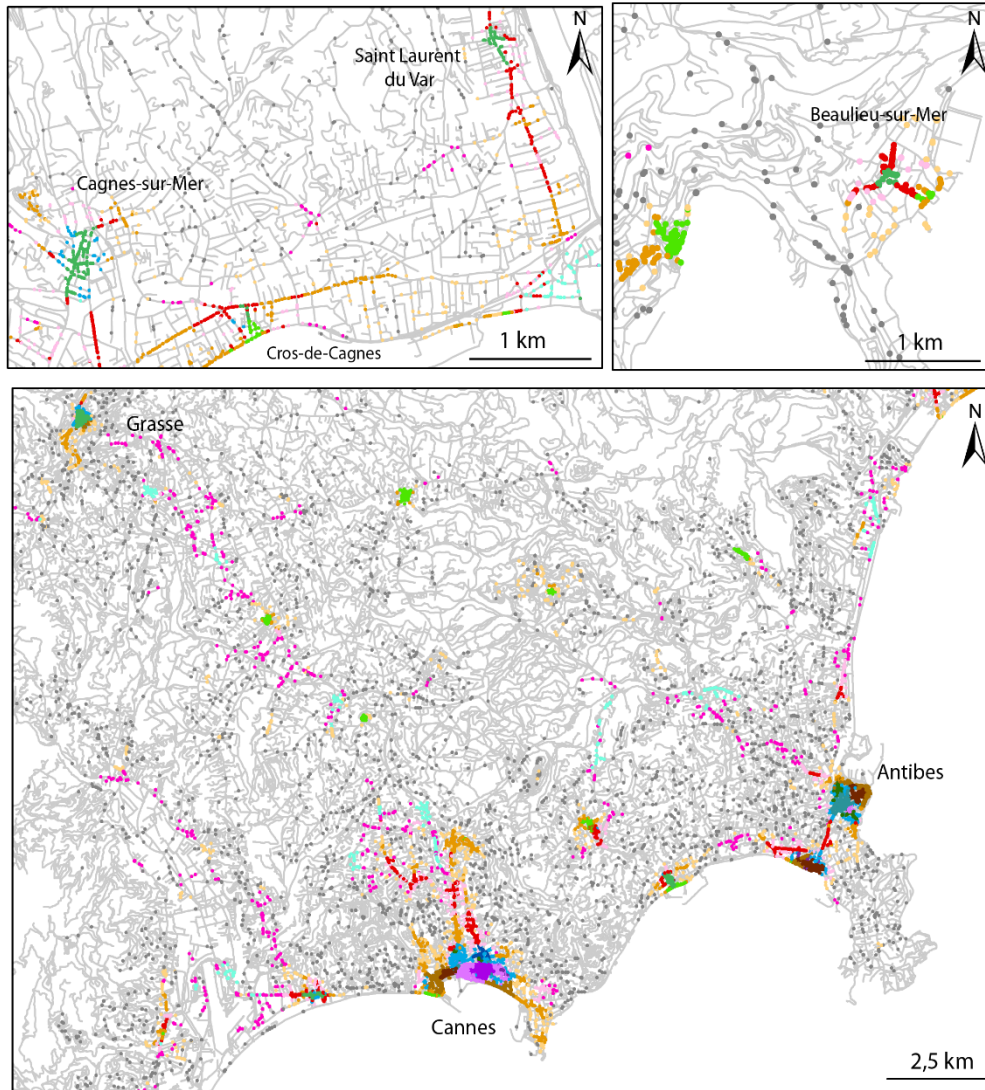 N
Saint Laurent
du Var
Cagnes-sur-Mer
Cros-de-Cagnes
1 km
N
Beaulieu-sur-Mer
1 km
N
Grasse
Antibes
Cannes
2,5 km